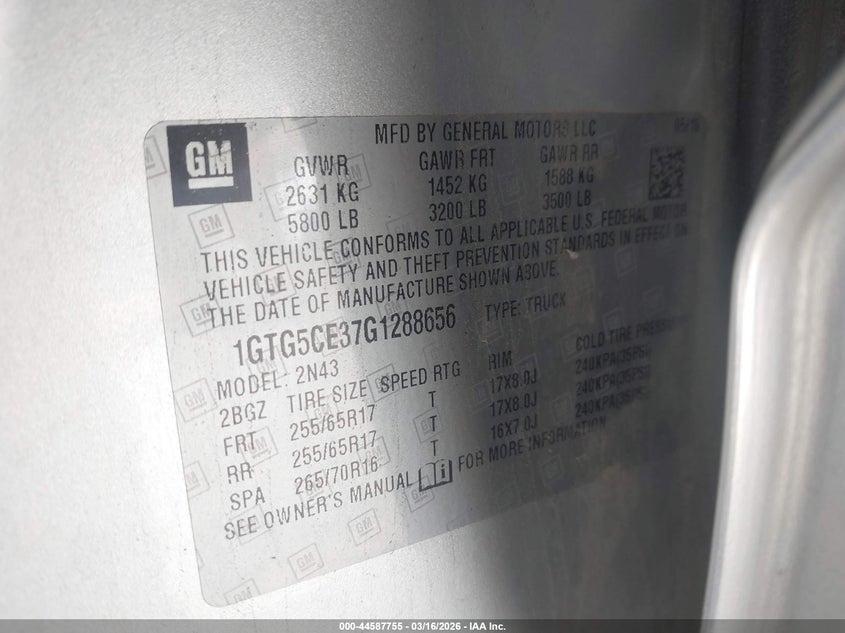 GM
MFD BY GENERAL MOTORS LLC 05/16
GVWR GAWR FRT GAWR RR
2631 KG 1452 KG 1588 KG
5800 LB 3200 LB 3500 LB
THIS VEHICLE CONFORMS TO ALL APPLICABLE U.S. FEDERAL MOTOR
VEHICLE SAFETY AND THEFT PREVENTION STANDARDS IN EFFECT ON
THE DATE OF MANUFACTURE SHOWN ABOVE.
1GTG5CE37G1288656 TYPE: TRUCK
MODEL: 2N43
2BGZ TIRE SIZE SPEED RTG RIM COLD TIRE PRESSURE
FRT 255/65R17 T 17X8.0J 240KPA(35PSI)
RR 255/65R17 T 17X8.0J 240KPA(35PSI)
SPA 265/70R16 T 16X7.0J 240KPA(35PSI)
SEE OWNER'S MANUAL FOR MORE INFORMATION
000-44587755 - 03/16/2026 - IAA Inc.